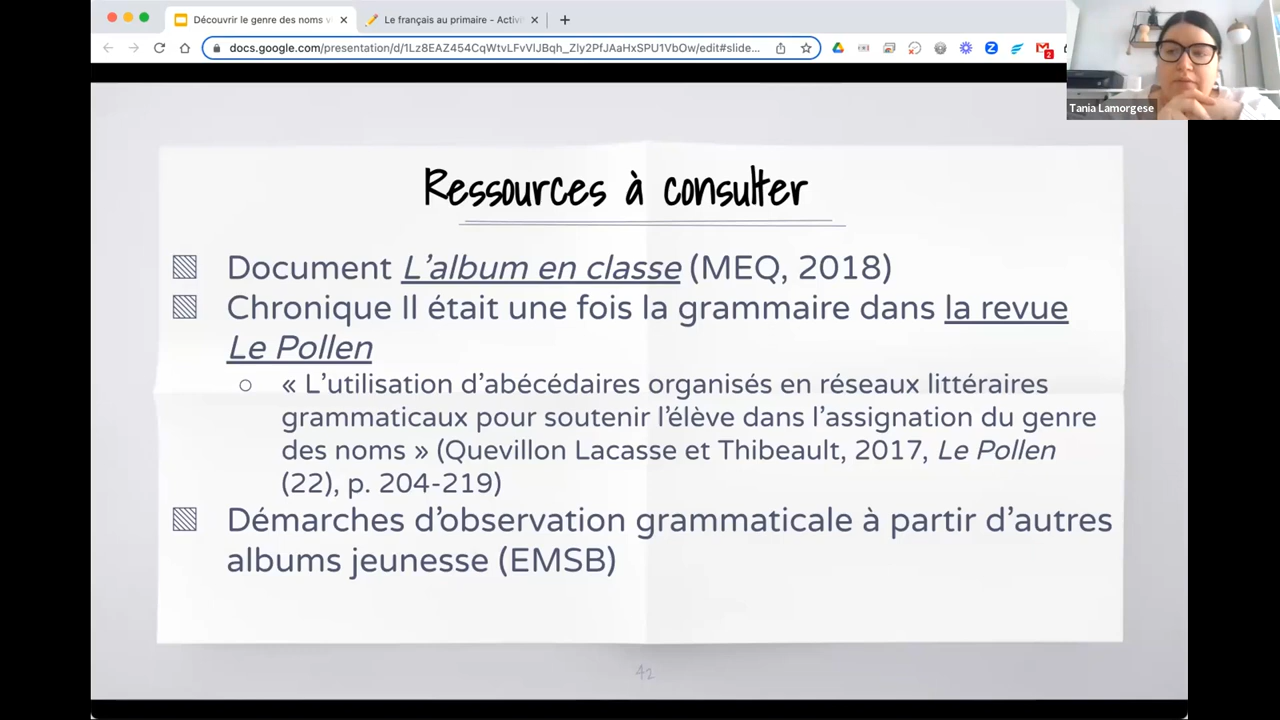 Découvrir le genre des noms
Le français au primaire - Activi
docs.google.com/presentation/d/1Lz8EAZ454CqWtvLFvVIJBqh_Zly2PfJAaHxSPU1VbOw/edit#slide...
2
Tania Lamorgese
Ressources à consulter
Document L’album en classe (MEQ, 2018)
Chronique Il était une fois la grammaire dans la revue
Le Pollen
« L’utilisation d’abécédaires organisés en réseaux littéraires
grammaticaux pour soutenir l’élève dans l’assignation du genre
des noms » (Quevillon Lacasse et Thibeault, 2017, Le Pollen
(22), p. 204-219)
Démarches d’observation grammaticale à partir d’autres
albums jeunesse (EMSB)
42